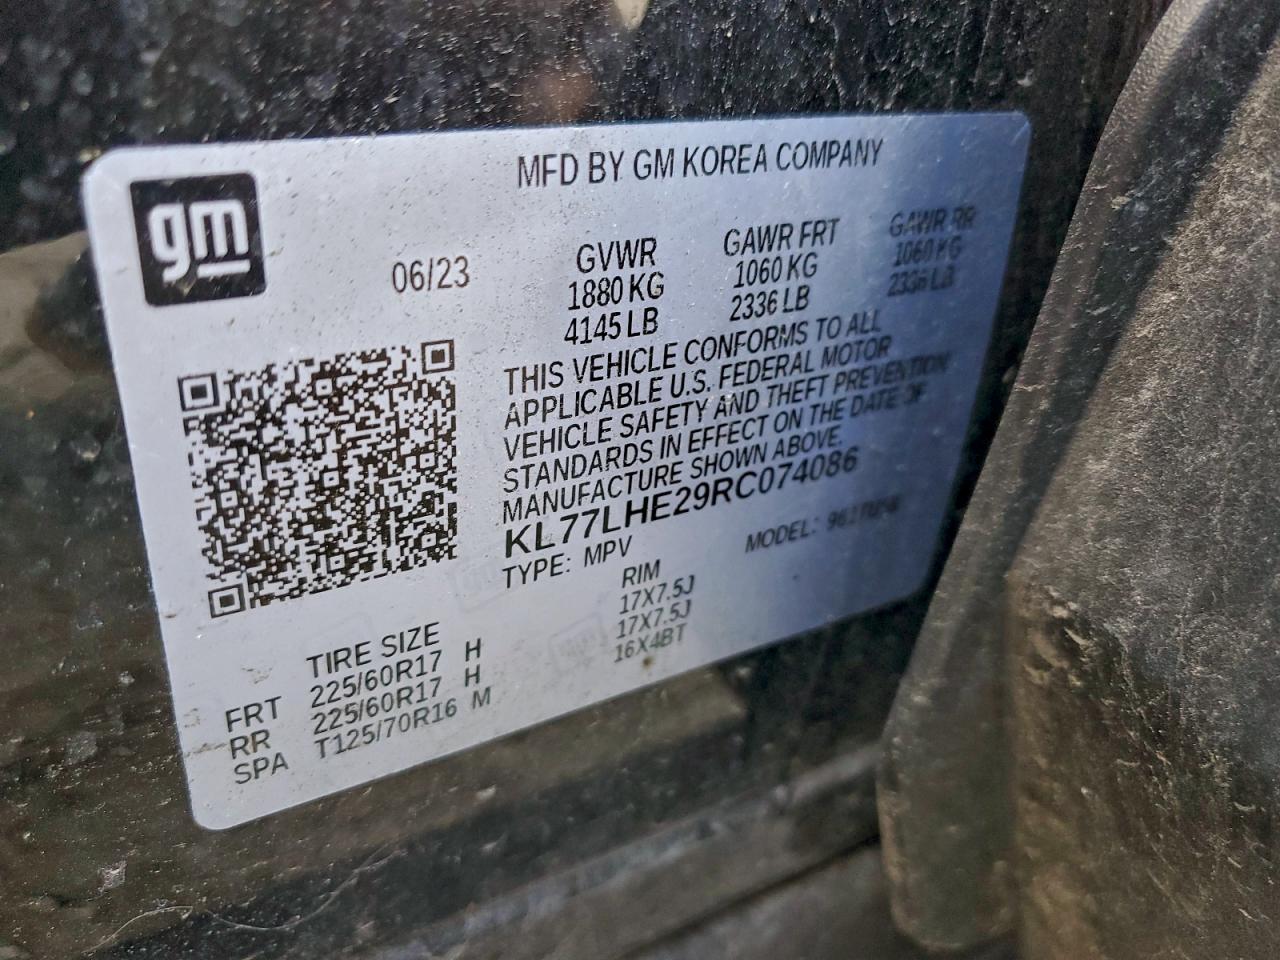 gm
MFD BY GM KOREA COMPANY
06/23
GVWR
1880 KG
4145 LB
GAWR FRT
1060 KG
2336 LB
GAWR RR
1060 KG
2336 LB
THIS VEHICLE CONFORMS TO ALL
APPLICABLE U.S. FEDERAL MOTOR
VEHICLE SAFETY AND THEFT PREVENTION
STANDARDS IN EFFECT ON THE DATE OF
MANUFACTURE SHOWN ABOVE.
KL77LHE29RC074086
TYPE: MPV MODEL:
TIRE SIZE RIM
FRT 225/60R17 H 17X7.5J
RR 225/60R17 H 17X7.5J
SPA T125/70R16 M 16X4BT